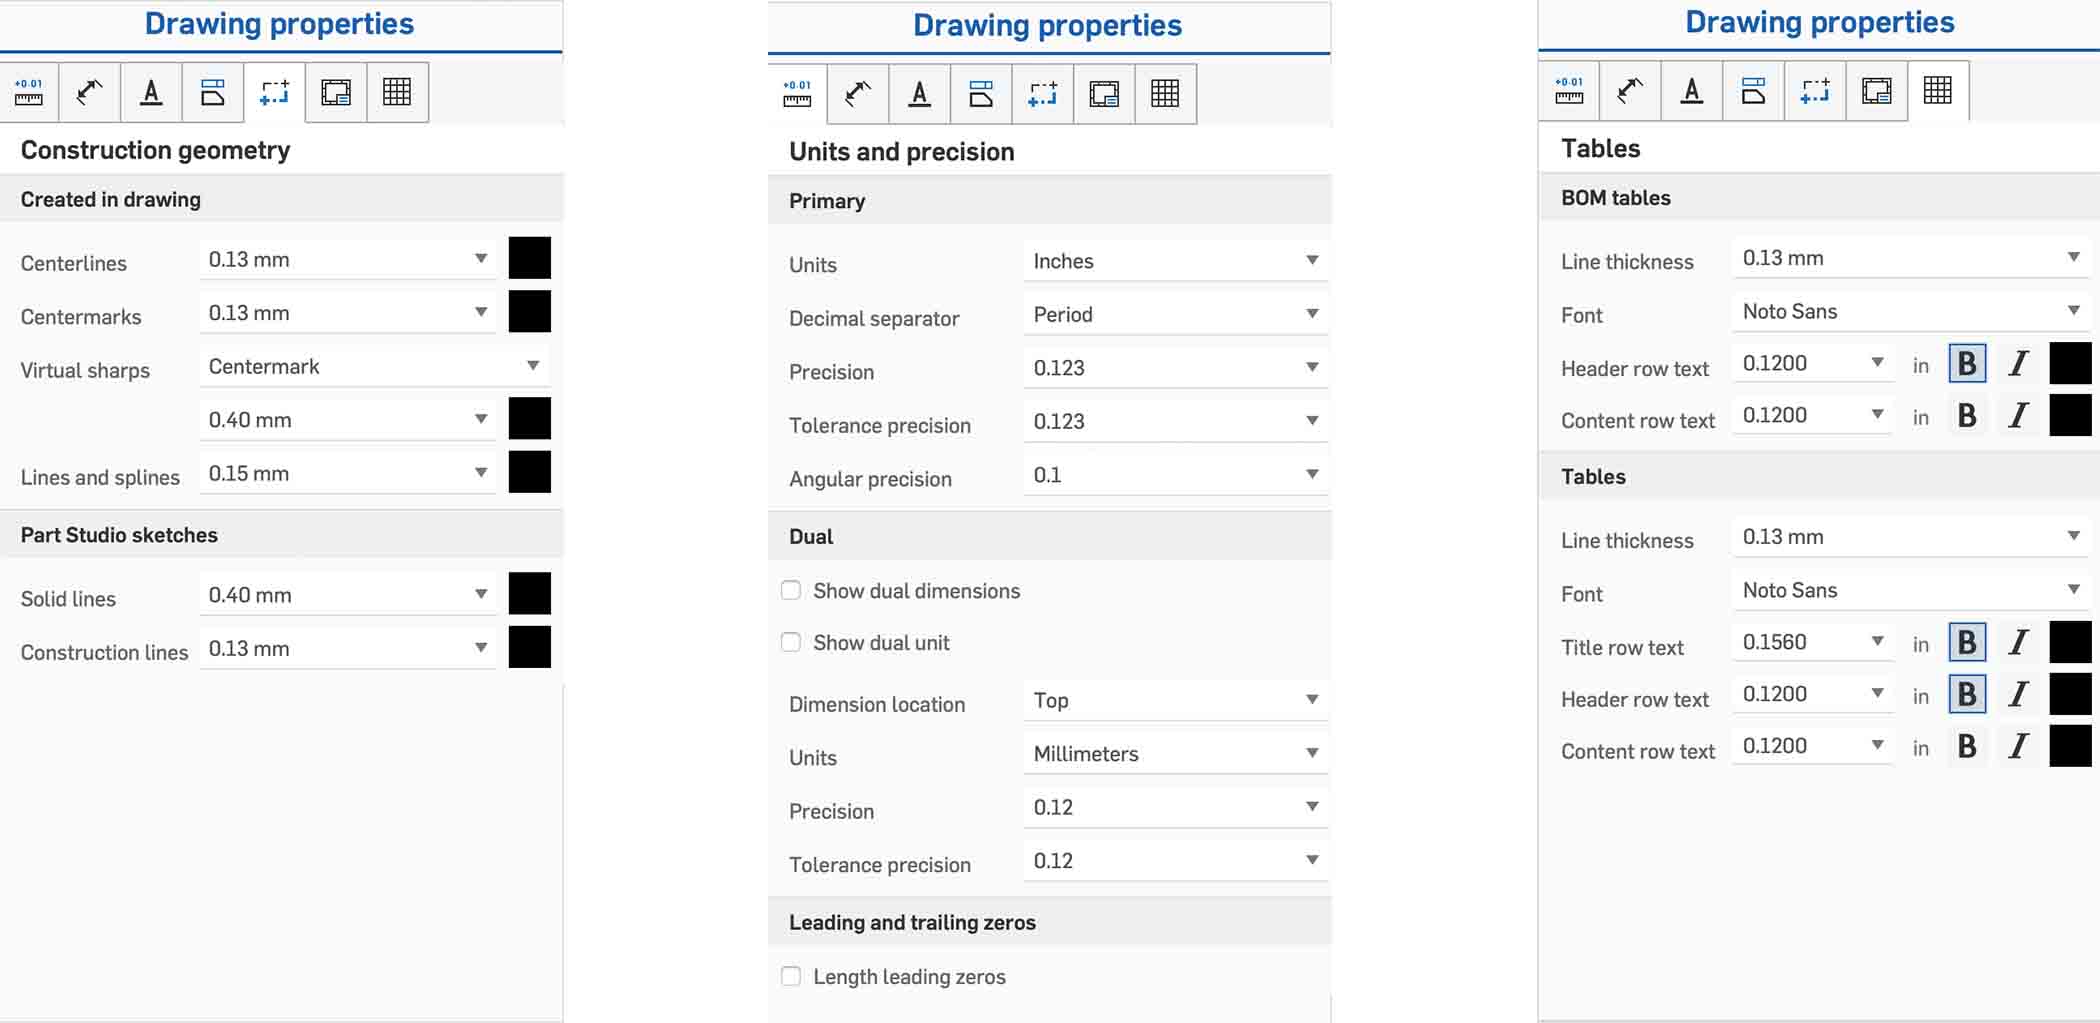 Drawing properties
+0.01
A
Construction geometry
Created in drawing
Centerlines 0.13 mm
Centermarks 0.13 mm
Virtual sharps Centermark
0.40 mm
Lines and splines 0.15 mm
Part Studio sketches
Solid lines 0.40 mm
Construction lines 0.13 mm
Drawing properties
+0.01
A
Units and precision
Primary
Units Inches
Decimal separator Period
Precision 0.123
Tolerance precision 0.123
Angular precision 0.1
Dual
Show dual dimensions
Show dual unit
Dimension location Top
Units Millimeters
Precision 0.12
Tolerance precision 0.12
Leading and trailing zeros
Length leading zeros
Drawing properties
+0.01
A
Tables
BOM tables
Line thickness 0.13 mm
Font Noto Sans
Header row text 0.1200 in B I
Content row text 0.1200 in B I
Tables
Line thickness 0.13 mm
Font Noto Sans
Title row text 0.1560 in B I
Header row text 0.1200 in B I
Content row text 0.1200 in B I